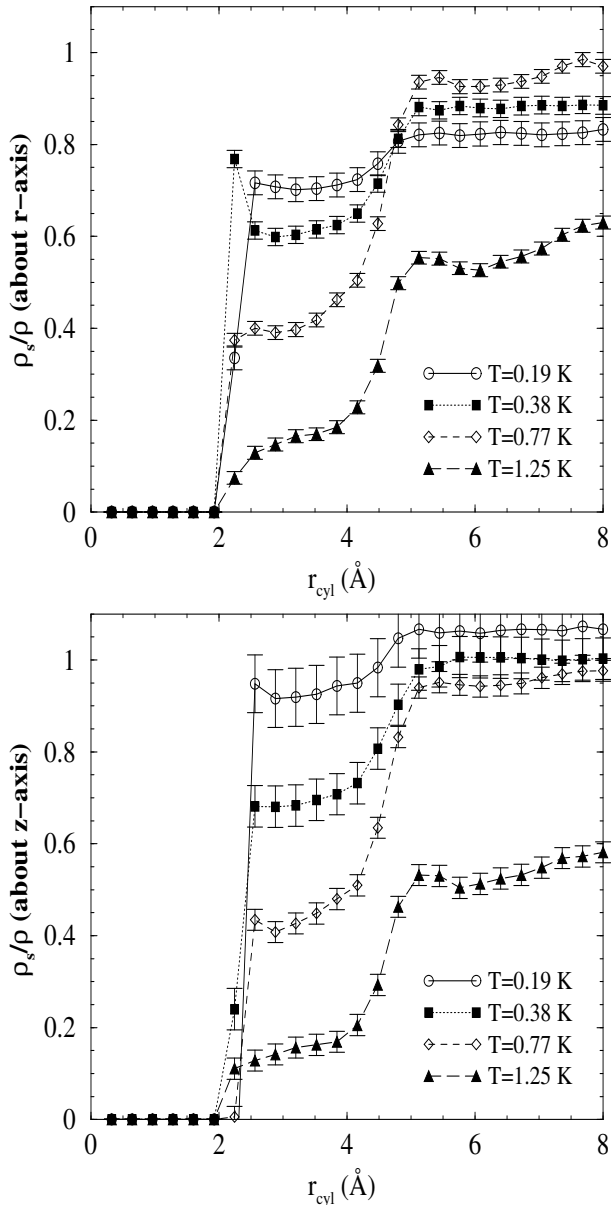 1
0.8
0.6
0.4
0.2
0
ρs/ρ (about r−axis)
T=0.19 K
T=0.38 K
T=0.77 K
T=1.25 K
0 2 4 6 8
rcyl (Å)
1
0.8
0.6
0.4
0.2
0
ρs/ρ (about z−axis)
T=0.19 K
T=0.38 K
T=0.77 K
T=1.25 K
0 2 4 6 8
rcyl (Å)